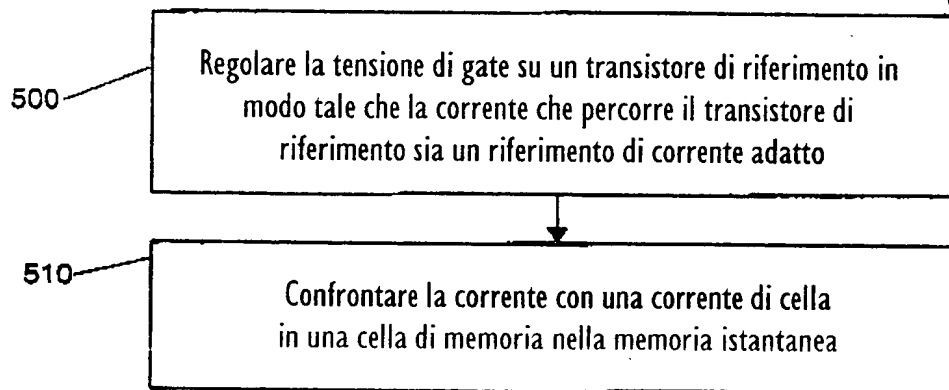 500
Regolare la tensione di gate su un transistore di riferimento in
modo tale che la corrente che percorre il transistore di
riferimento sia un riferimento di corrente adatto
510
Confrontare la corrente con una corrente di cella
in una cella di memoria nella memoria istantanea